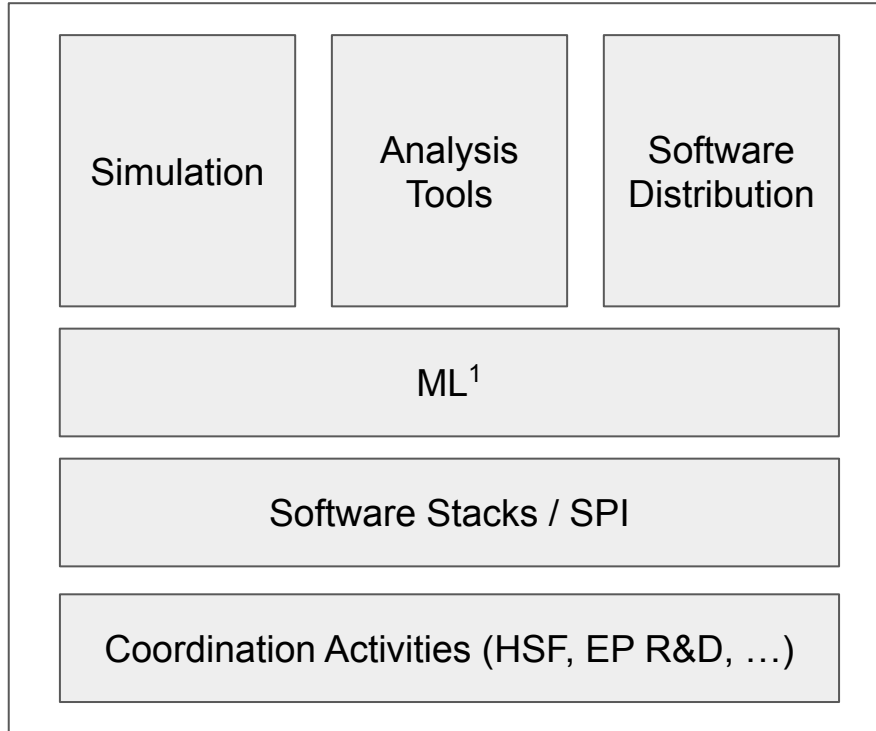 Simulation
Analysis
Tools
Software
Distribution
ML¹
Software Stacks / SPI
Coordination Activities (HSF, EP R&D, …)